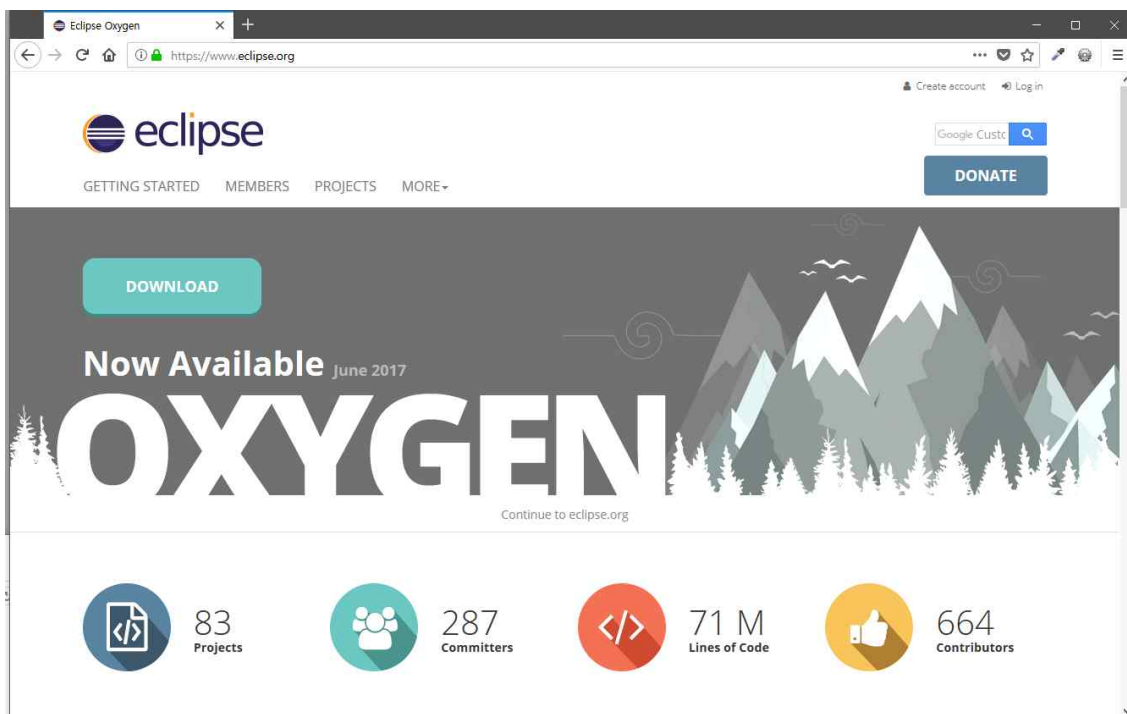 Eclipse Oxygen
https://www.eclipse.org
Create account Log in
eclipse
Google Custc
GETTING STARTED MEMBERS PROJECTS MORE
DONATE
DOWNLOAD
Now Available June 2017
OXYGEN
Continue to eclipse.org
83
Projects
287
Committers
71 M
Lines of Code
664
Contributors